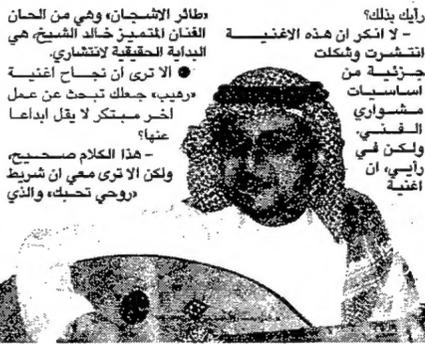 رأيك بذلك؟
– لا انكر ان هذه الاغنية
انتشرت وشكلت
جزئية من
اساسيات
مشواري
الفني.
ولكن في
رأيي، ان
اغنية
«طائر الاشجان» وهي من الحان
الفنان المتميز خالد الشيخ، هي
البداية الحقيقية لانتشاري.
● ألا ترى أن نجاح اغنية
«رهيب» جعلك تبحث عن عمل
آخر مبتكر لا يقل ابداعا
عنها؟
– هذا الكلام صحيح،
ولكن الا ترى معي ان شريط
«روحي تحبك» والذي